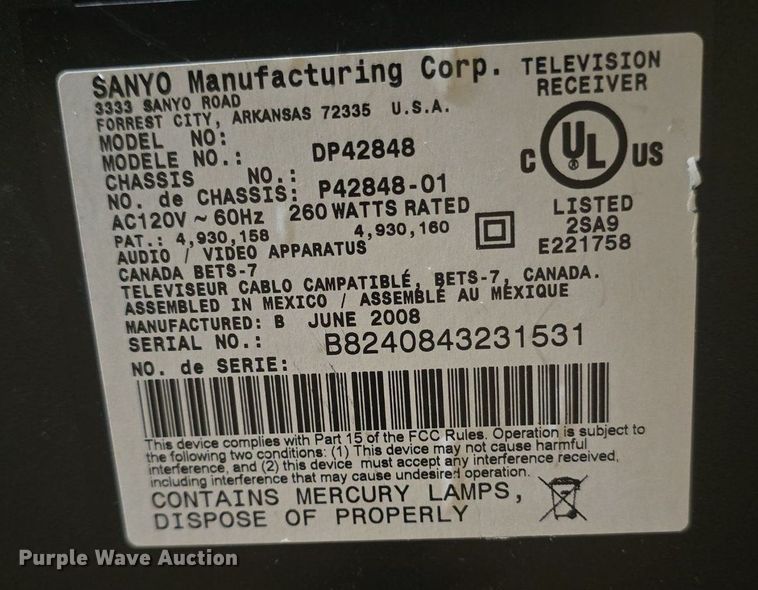 SANYO Manufacturing Corp.
TELEVISION
RECEIVER
3333 SANYO ROAD
FORREST CITY, ARKANSAS 72335 U.S.A.
MODEL NO:
MODELE NO.: DP42848
CHASSIS NO.:
NO. de CHASSIS: P42848-01
AC120V ~ 60Hz 260 WATTS RATED
PAT.: 4,930,158 4,930,160
C UL US
®
LISTED
2SA9
E221758
AUDIO / VIDEO APPARATUS
CANADA BETS-7
TELEVISEUR CABLO CAMPATIBLÉ, BETS-7, CANADA.
ASSEMBLED IN MEXICO / ASSEMBLÉ AU MEXIQUE
MANUFACTURED: B JUNE 2008
SERIAL NO.: B8240843231531
NO. de SERIE:
This device complies with Part 15 of the FCC Rules. Operation is subject to
the following two conditions: (1) This device may not cause harmful
interference, and (2) this device must accept any interference received,
including interference that may cause undesired operation.
CONTAINS MERCURY LAMPS,
DISPOSE OF PROPERLY
Purple Wave Auction